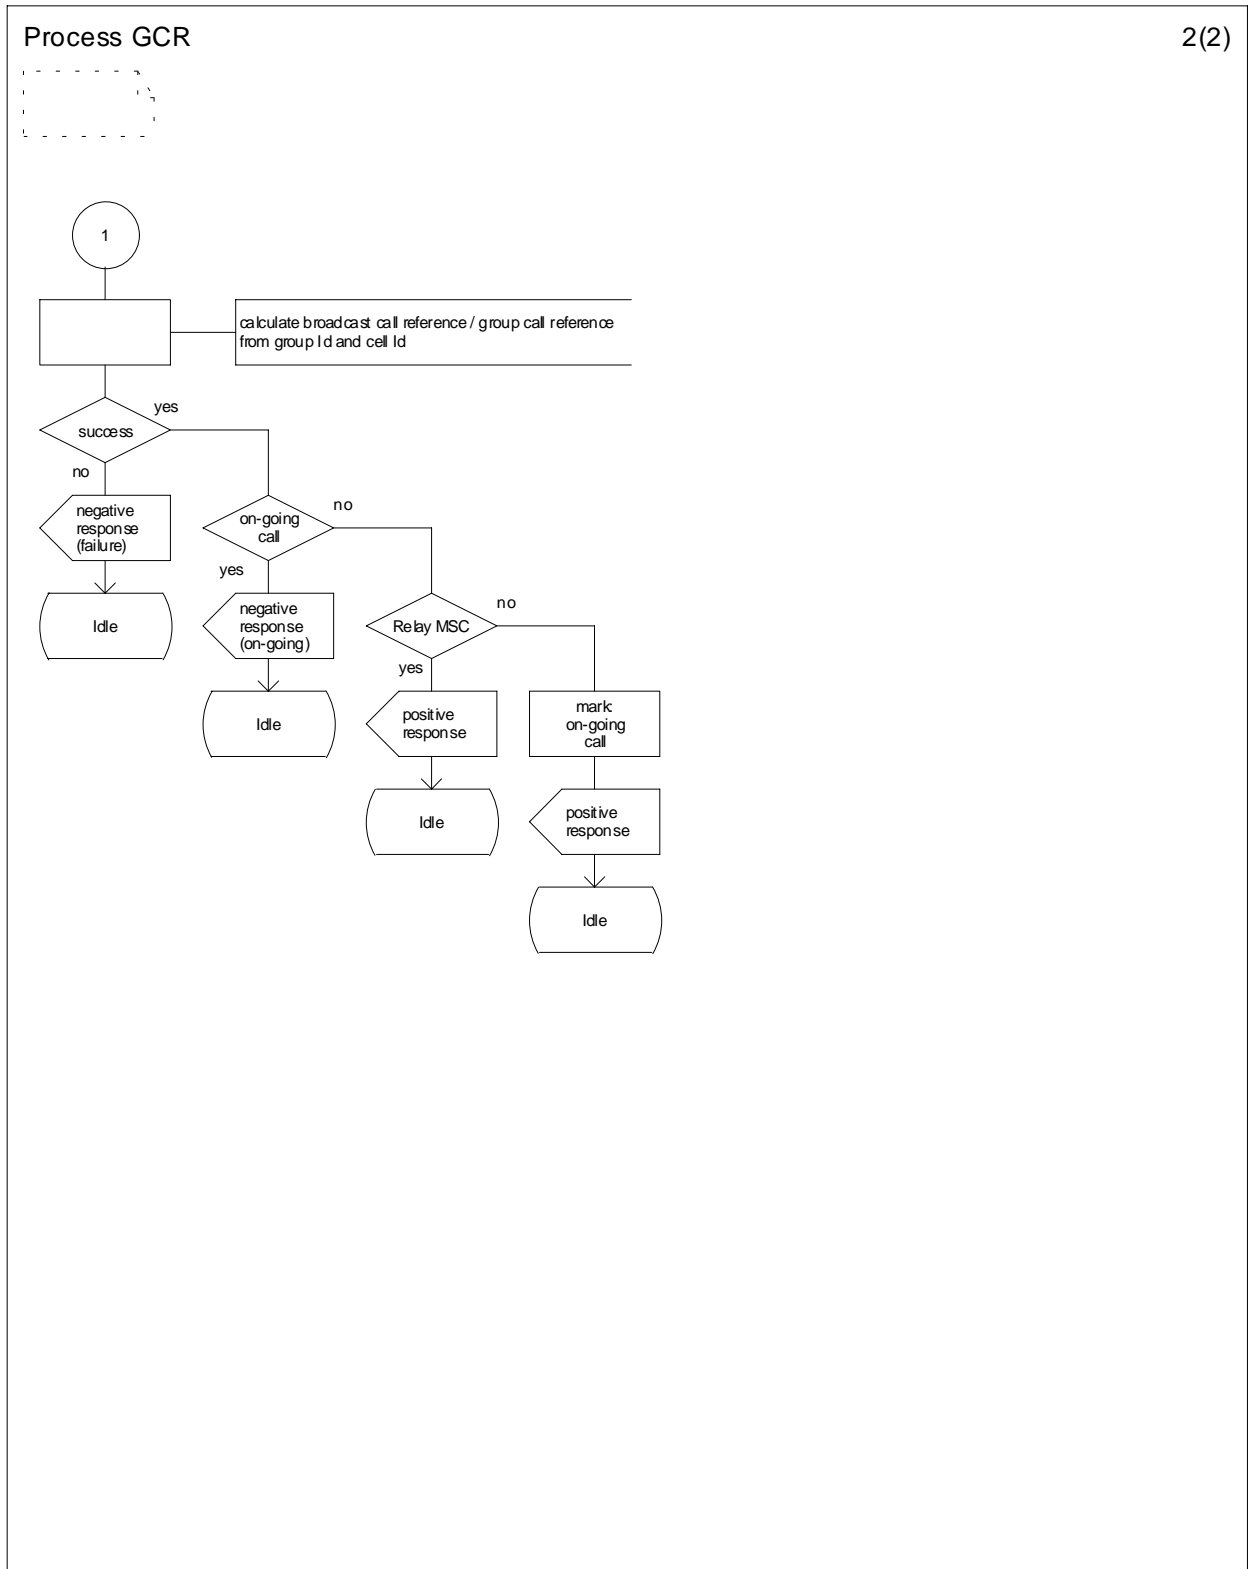 Process GCR
2(2)
1
calculate broadcast call reference / group call reference
from group Id and cell Id
yes
success
no
negative
response
(failure)
Idle
no
on-going
call
yes
negative
response
(on-going)
Idle
no
Relay MSC
yes
positive
response
Idle
mark:
on-going
call
positive
response
Idle